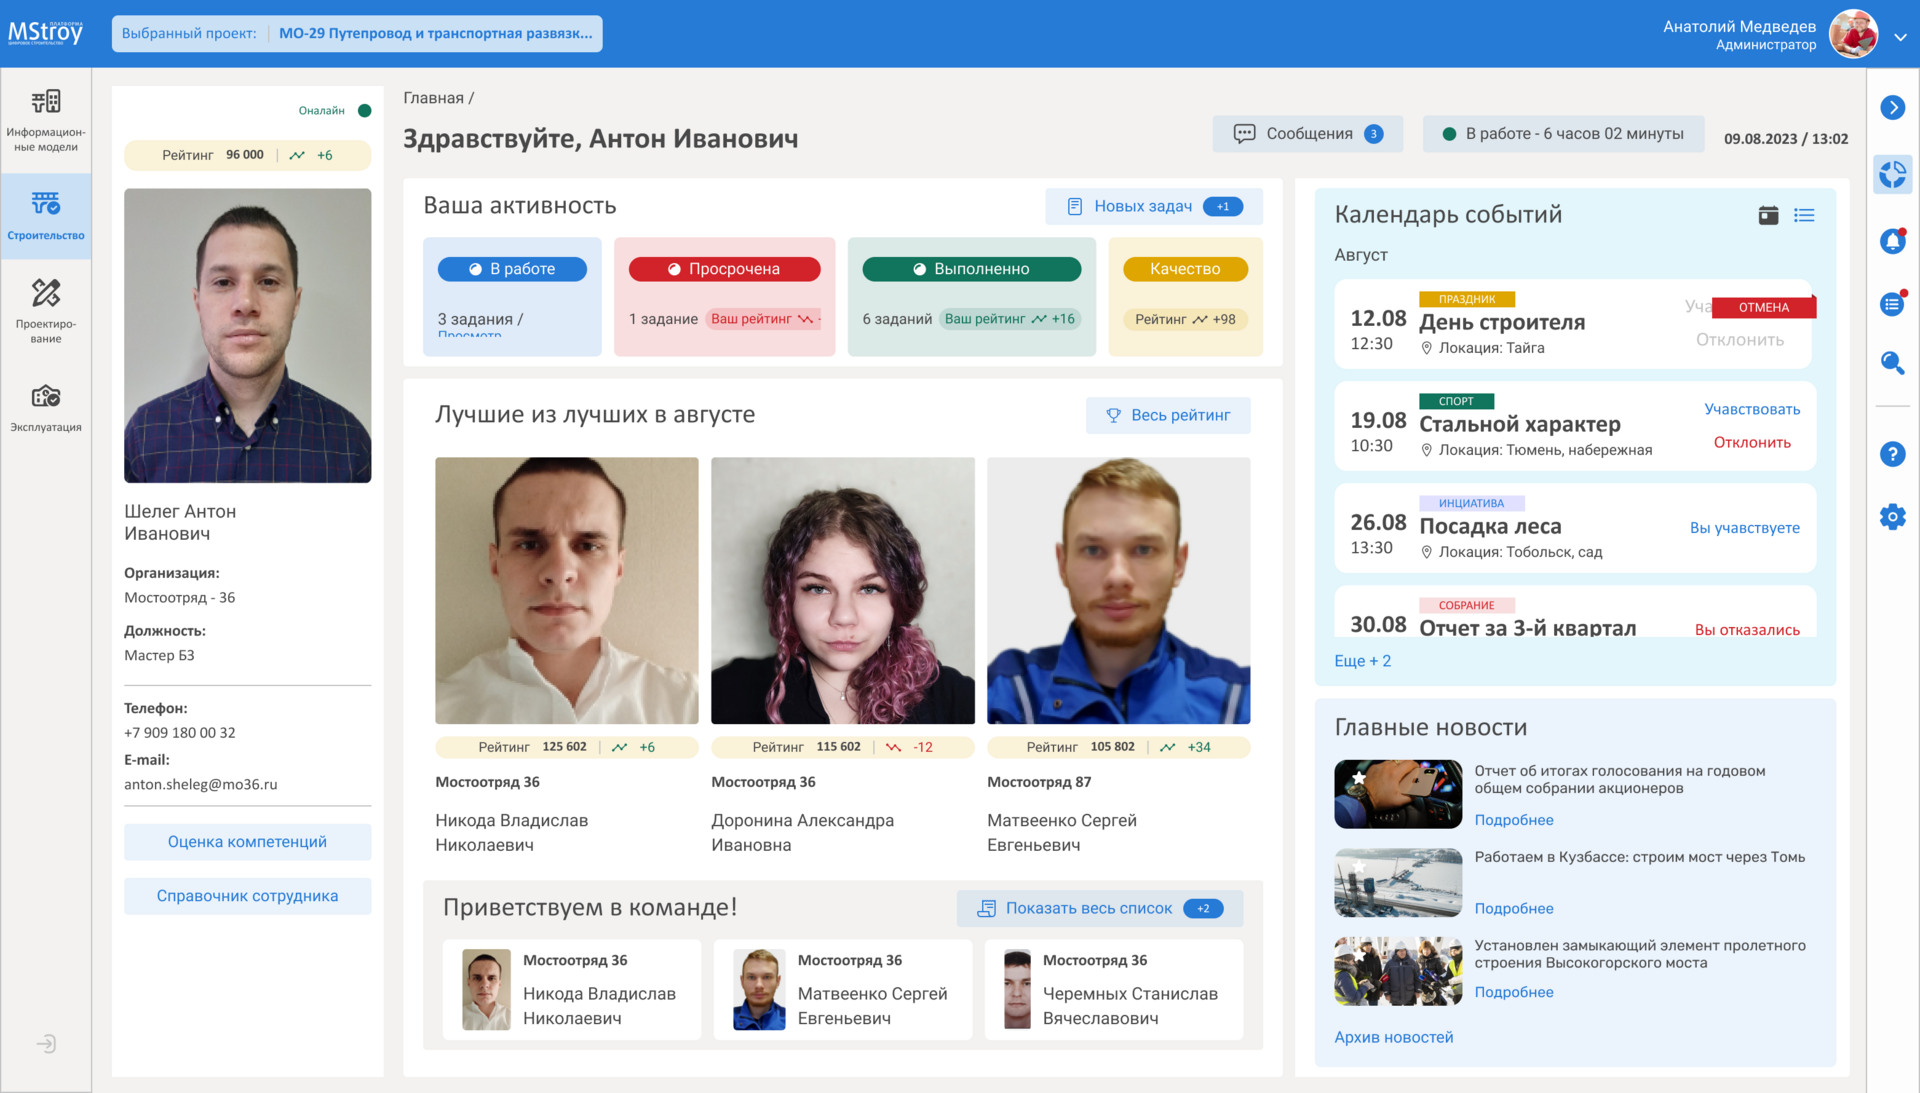 ПЛАТФОРМА
MStroy
ЦИФРОВОЕ СТРОИТЕЛЬСТВО
Выбранный проект: МО-29 Путепровод и транспортная развязк...
Анатолий Медведев
Администратор
Информацион-
ные модели
Строительство
Проектиро-
вание
Эксплуатация
Оналайн
Рейтинг 96 000 +6
Шелег Антон
Иванович
Организация:
Мостоотряд - 36
Должность:
Мастер БЗ
Телефон:
+7 909 180 00 32
E-mail:
anton.sheleg@mo36.ru
Оценка компетенций
Справочник сотрудника
Главная /
Здравствуйте, Антон Иванович
Сообщения 3
В работе - 6 часов 02 минуты
09.08.2023 / 13:02
Ваша активность
Новых задач +1
В работе
3 задания /
Просмотр
Просрочена
1 задание Ваш рейтинг -
Выполненно
6 заданий Ваш рейтинг +16
Качество
Рейтинг +98
Лучшие из лучших в августе
Весь рейтинг
Рейтинг 125 602 +6
Мостоотряд 36
Никода Владислав
Николаевич
Рейтинг 115 602 -12
Мостоотряд 36
Доронина Александра
Ивановна
Рейтинг 105 802 +34
Мостоотряд 87
Матвеенко Сергей
Евгеньевич
Приветствуем в команде!
Показать весь список +2
Мостоотряд 36
Никода Владислав
Николаевич
Мостоотряд 36
Матвеенко Сергей
Евгеньевич
Мостоотряд 36
Черемных Станислав
Вячеславович
Календарь событий
Август
12.08
12:30
ПРАЗДНИК
День строителя
Локация: Тайга
Уча
ОТМЕНА
Отклонить
19.08
10:30
СПОРТ
Стальной характер
Локация: Тюмень, набережная
Учавствовать
Отклонить
26.08
13:30
ИНЦИАТИВА
Посадка леса
Локация: Тобольск, сад
Вы учавствуете
30.08
СОБРАНИЕ
Отчет за 3-й квартал
Вы отказались
Еще + 2
Главные новости
Отчет об итогах голосования на годовом
общем собрании акционеров
Подробнее
Работаем в Кузбассе: строим мост через Томь
Подробнее
Установлен замыкающий элемент пролетного
строения Высокогорского моста
Подробнее
Архив новостей